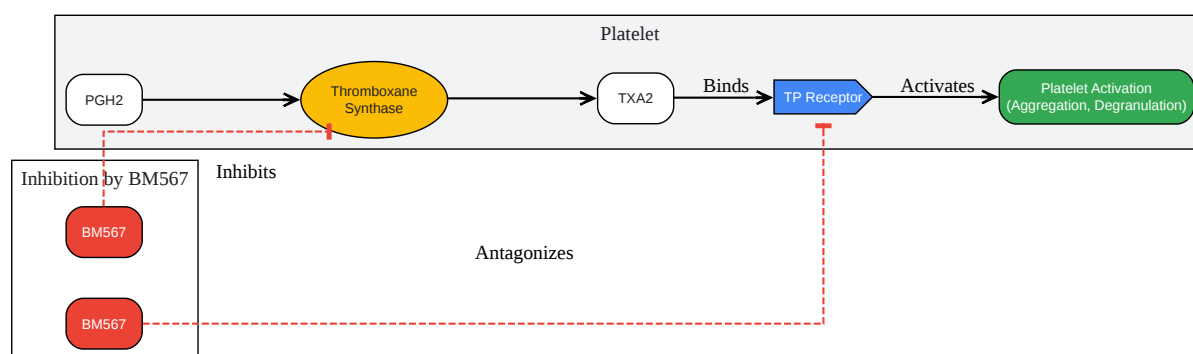 Platelet
PGH2
Thromboxane
Synthase
TXA2
Binds
TP Receptor
Activates
Platelet Activation
(Aggregation, Degranulation)
Inhibits
Inhibition by BM567
BM567
Antagonizes
BM567